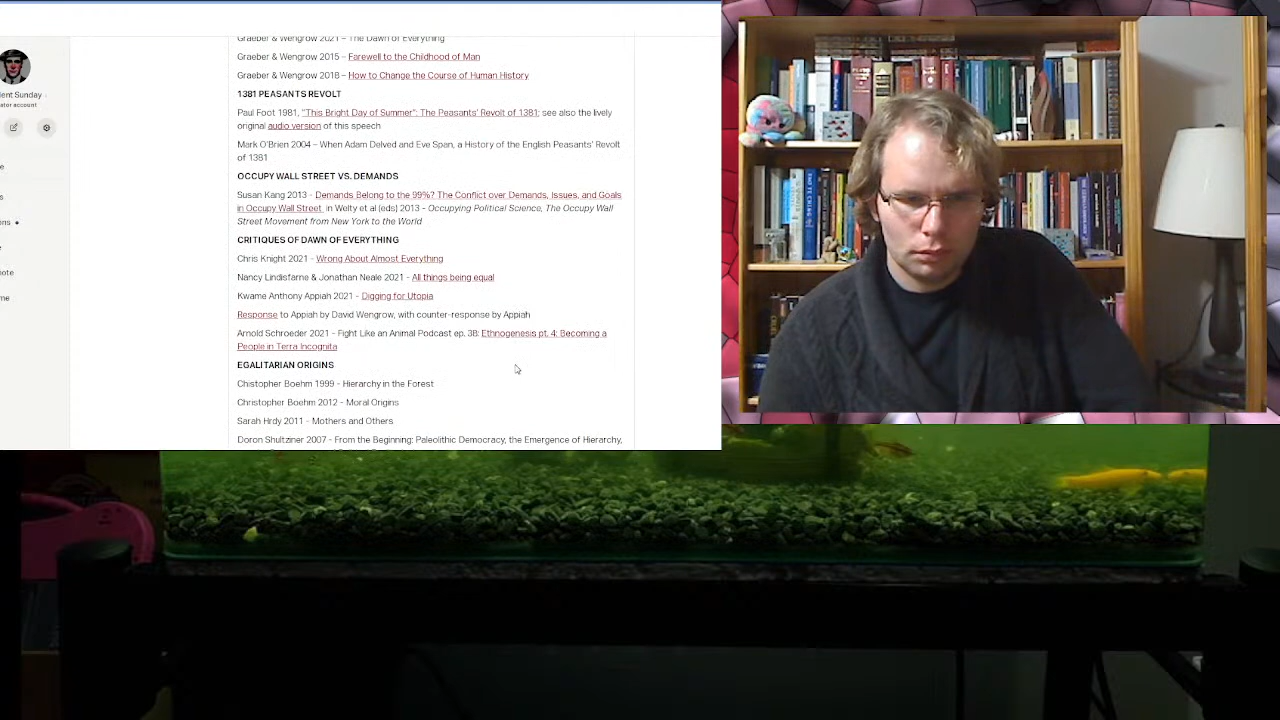 Graeber & Wengrow 2021 – The Dawn of Everything
Graeber & Wengrow 2015 – Farewell to the Childhood of Man
Graeber & Wengrow 2018 – How to Change the Course of Human History
1381 PEASANTS REVOLT
Paul Foot 1981, "This Bright Day of Summer": The Peasants' Revolt of 1381; see also the lively
original audio version of this speech
Mark O'Brien 2004 – When Adam Delved and Eve Span, a History of the English Peasants' Revolt
of 1381
OCCUPY WALL STREET VS. DEMANDS
Susan Kang 2013 - Demands Belong to the 99%? The Conflict over Demands, Issues, and Goals
in Occupy Wall Street, in Welty et al (eds) 2013 - Occupying Political Science, The Occupy Wall
Street Movement from New York to the World
CRITIQUES OF DAWN OF EVERYTHING
Chris Knight 2021 - Wrong About Almost Everything
Nancy Lindisfarne & Jonathan Neale 2021 - All things being equal
Kwame Anthony Appiah 2021 - Digging for Utopia
Response to Appiah by David Wengrow, with counter-response by Appiah
Arnold Schroeder 2021 - Fight Like an Animal Podcast ep. 38: Ethnogenesis pt. 4: Becoming a
People in Terra Incognita
EGALITARIAN ORIGINS
Chistopher Boehm 1999 - Hierarchy in the Forest
Christopher Boehm 2012 - Moral Origins
Sarah Hrdy 2011 - Mothers and Others
Doron Shultziner 2007 - From the Beginning: Paleolithic Democracy, the Emergence of Hierarchy,
ent Sunday
ator account